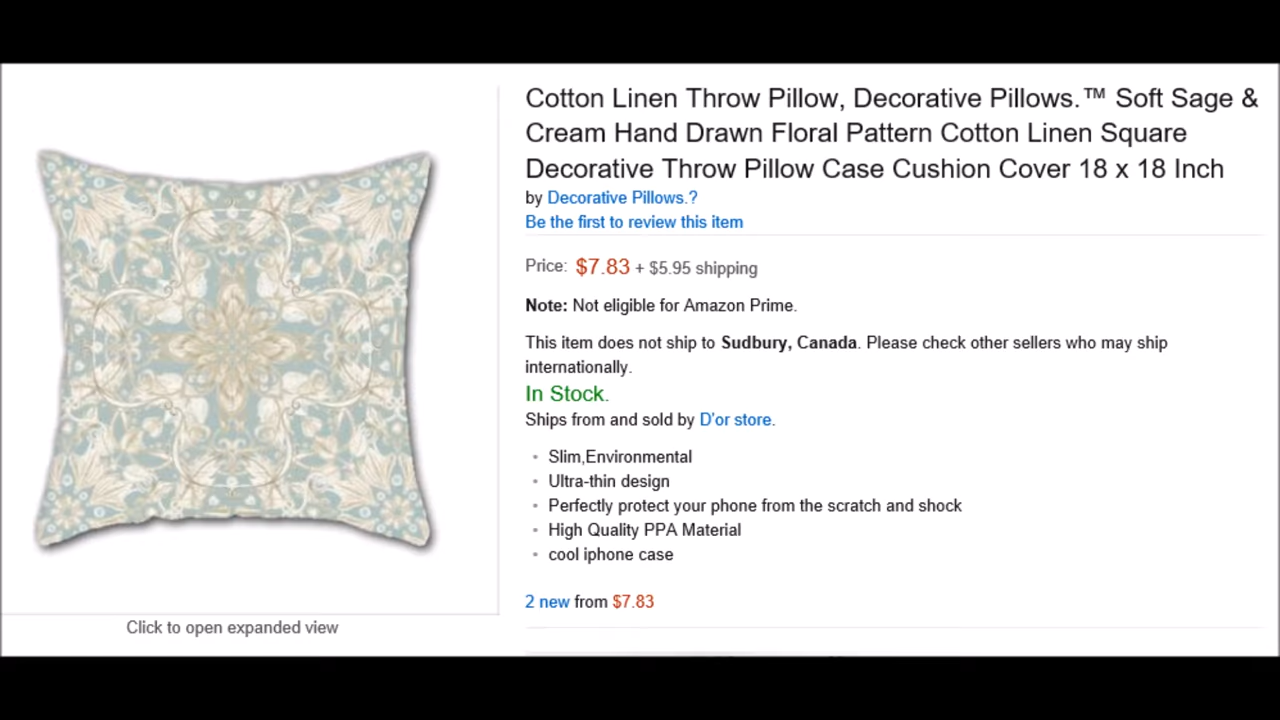 Cotton Linen Throw Pillow, Decorative Pillows.™ Soft Sage &
Cream Hand Drawn Floral Pattern Cotton Linen Square
Decorative Throw Pillow Case Cushion Cover 18 x 18 Inch
by Decorative Pillows.?
Be the first to review this item
Price: $7.83 + $5.95 shipping
Note: Not eligible for Amazon Prime.
This item does not ship to Sudbury, Canada. Please check other sellers who may ship
internationally.
In Stock.
Ships from and sold by D'or store.
• Slim,Environmental
• Ultra-thin design
• Perfectly protect your phone from the scratch and shock
• High Quality PPA Material
• cool iphone case
2 new from $7.83
Click to open expanded view